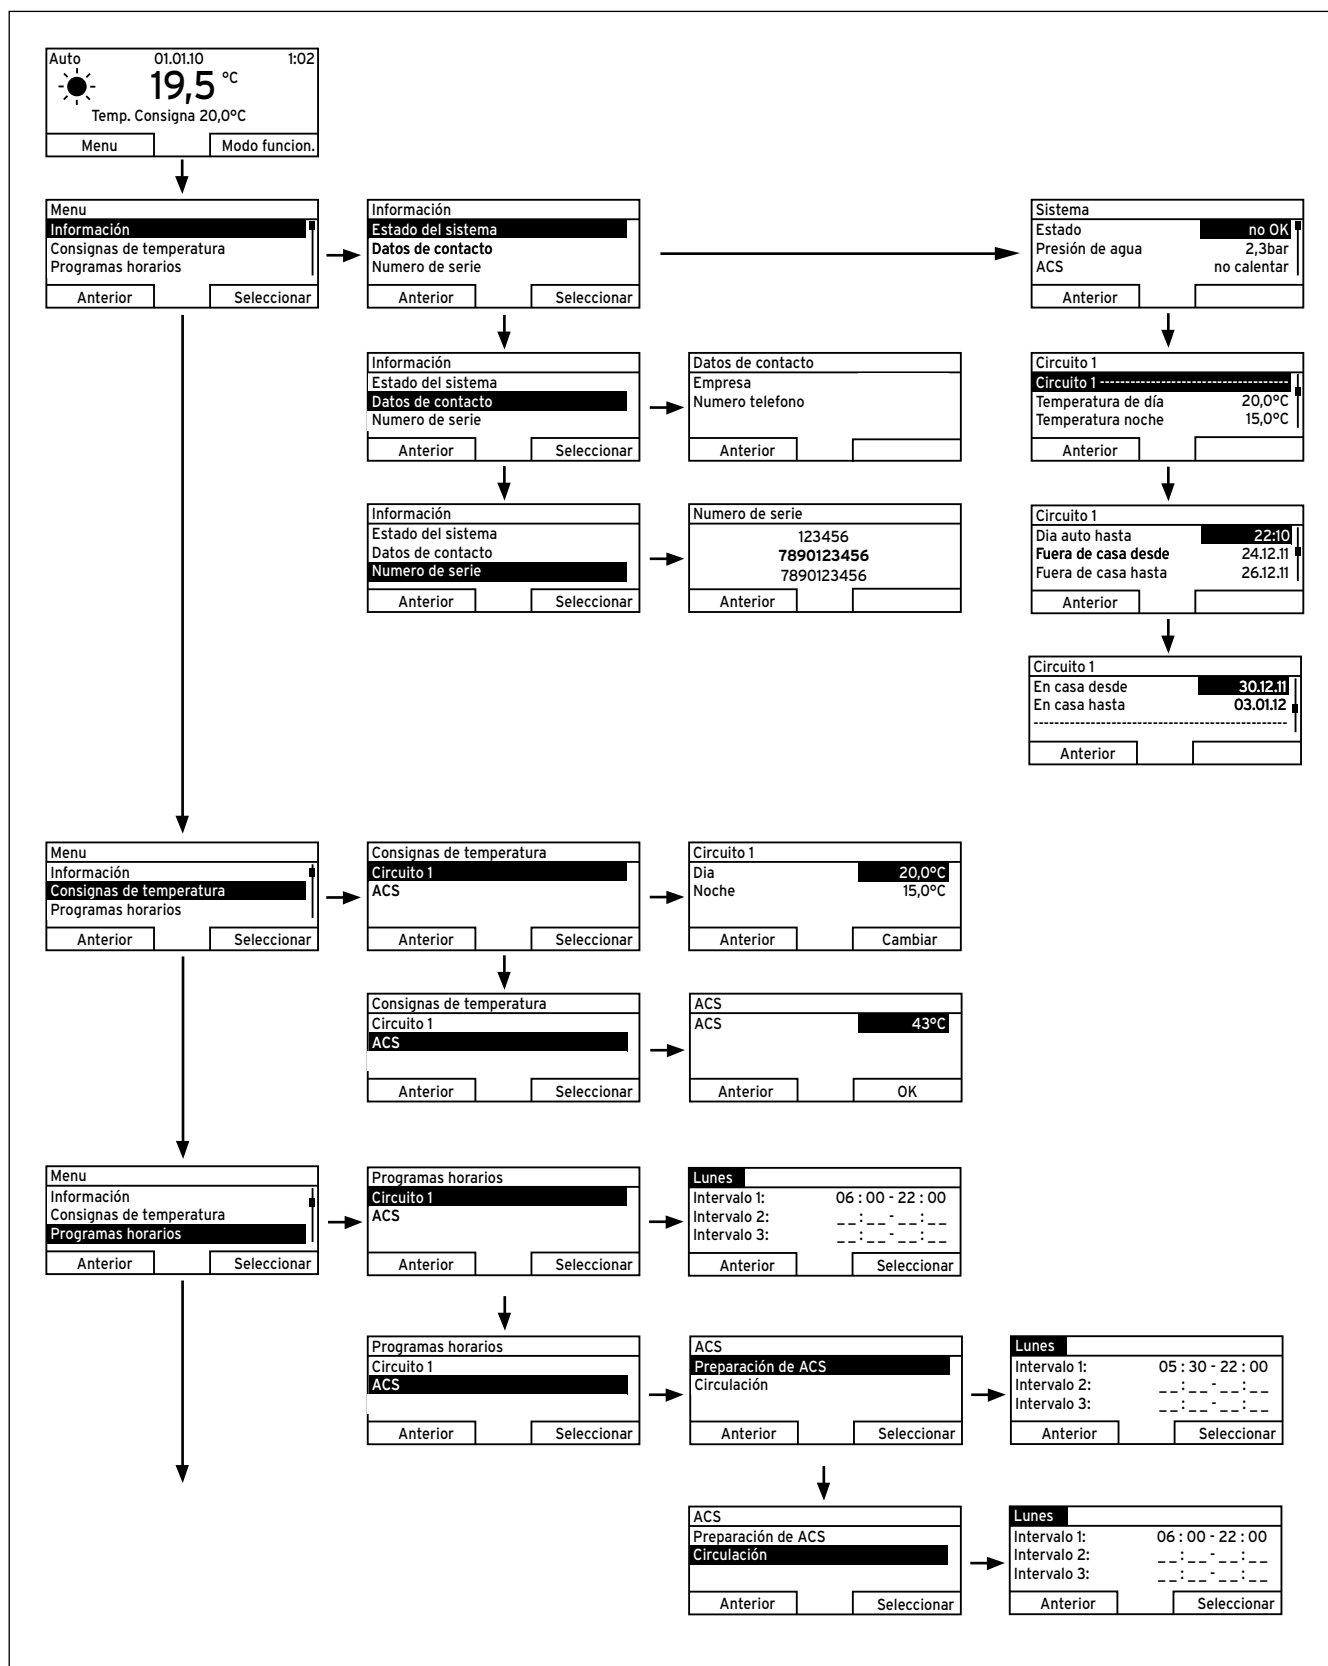 Auto 01.01.10 1:02
19,5 °C
Temp. Consigna 20,0°C
Menu Modo funcion.
Menu
Información
Consignas de temperatura
Programas horarios
Anterior Seleccionar
Información
Estado del sistema
Datos de contacto
Numero de serie
Anterior Seleccionar
Sistema
Estado no OK
Presión de agua 2,3bar
ACS no calentar
Anterior
Información
Estado del sistema
Datos de contacto
Numero de serie
Anterior Seleccionar
Datos de contacto
Empresa
Numero telefono
Anterior
Circuito 1
Circuito 1 -------------------------------------
Temperatura de día 20,0°C
Temperatura noche 15,0°C
Anterior
Información
Estado del sistema
Datos de contacto
Numero de serie
Anterior Seleccionar
Numero de serie
123456
7890123456
7890123456
Anterior
Circuito 1
Dia auto hasta 22:10
Fuera de casa desde 24.12.11
Fuera de casa hasta 26.12.11
Anterior
Circuito 1
En casa desde 30.12.11
En casa hasta 03.01.12
--------------------------------------------------
Anterior
Menu
Información
Consignas de temperatura
Programas horarios
Anterior Seleccionar
Consignas de temperatura
Circuito 1
ACS
Anterior Seleccionar
Circuito 1
Dia 20,0°C
Noche 15,0°C
Anterior Cambiar
Consignas de temperatura
Circuito 1
ACS
Anterior Seleccionar
ACS
ACS 43°C
Anterior OK
Menu
Información
Consignas de temperatura
Programas horarios
Anterior Seleccionar
Programas horarios
Circuito 1
ACS
Anterior Seleccionar
Lunes
Intervalo 1: 06 : 00 - 22 : 00
Intervalo 2: _ _ : _ _ - _ _ : _ _
Intervalo 3: _ _ : _ _ - _ _ : _ _
Anterior Seleccionar
Programas horarios
Circuito 1
ACS
Anterior Seleccionar
ACS
Preparación de ACS
Circulación
Anterior Seleccionar
Lunes
Intervalo 1: 05 : 30 - 22 : 00
Intervalo 2: _ _ : _ _ - _ _ : _ _
Intervalo 3: _ _ : _ _ - _ _ : _ _
Anterior Seleccionar
ACS
Preparación de ACS
Circulación
Anterior Seleccionar
Lunes
Intervalo 1: 06 : 00 - 22 : 00
Intervalo 2: _ _ : _ _ - _ _ : _ _
Intervalo 3: _ _ : _ _ - _ _ : _ _
Anterior Seleccionar